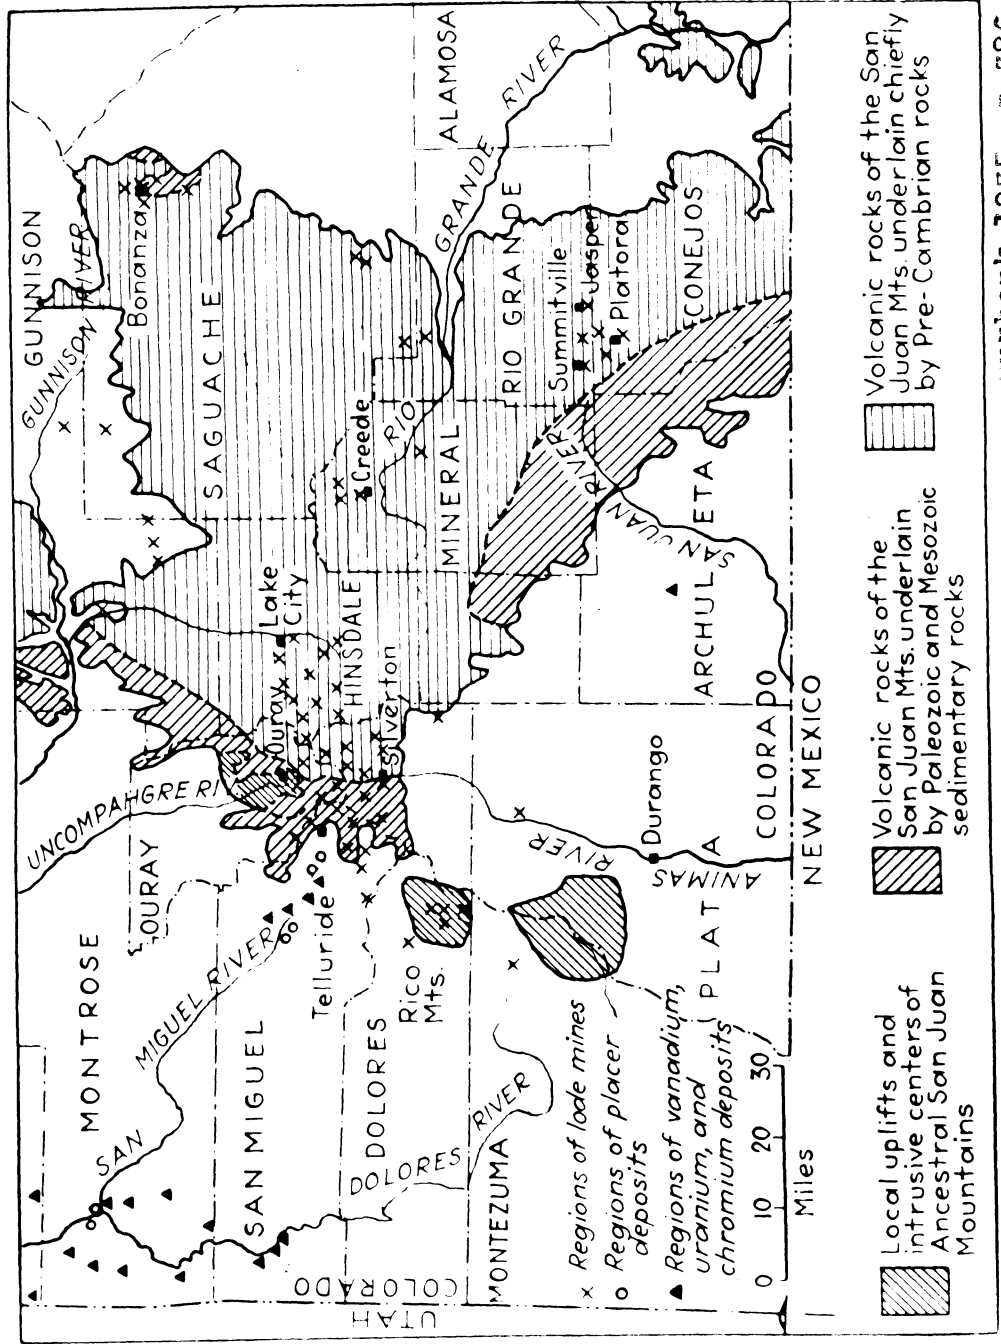 GUNNISON
GUNNISON
RIVER
Bonanza
SAGUACHE
ALAMOSA
RIO
GRANDE
RIVER
Creede
MINERAL
RIO GRANDE
Summitville
Jasper
Platora
CONEJOS
Lake
City
HINSDALE
Ouray
Silverton
SAN JUAN
RIVER
ARCHULETA
UNCOMPAHGRE RI
OURAY
MONTROSE
SAN
MIGUEL RIVER
Telluride
SAN MIGUEL
DOLORES
Rico
Mts.
DOLORES
RIVER
MONTEZUMA
Durango
ANIMAS
RIVER
PLATA
UTAH
COLORADO
COLORADO
NEW MEXICO
x Regions of lode mines
o Regions of placer
deposits
▲ Regions of vanadium,
uranium, and
chromium deposits
0 10 20 30
Miles
Local uplifts and
intrusive centers of
Ancestral San Juan
Mountains
Volcanic rocks of the
San Juan Mts. underlain
by Paleozoic and Mesozoic
sedimentary rocks
Volcanic rocks of the San
Juan Mts. underlain chiefly
by Pre-Cambrian rocks